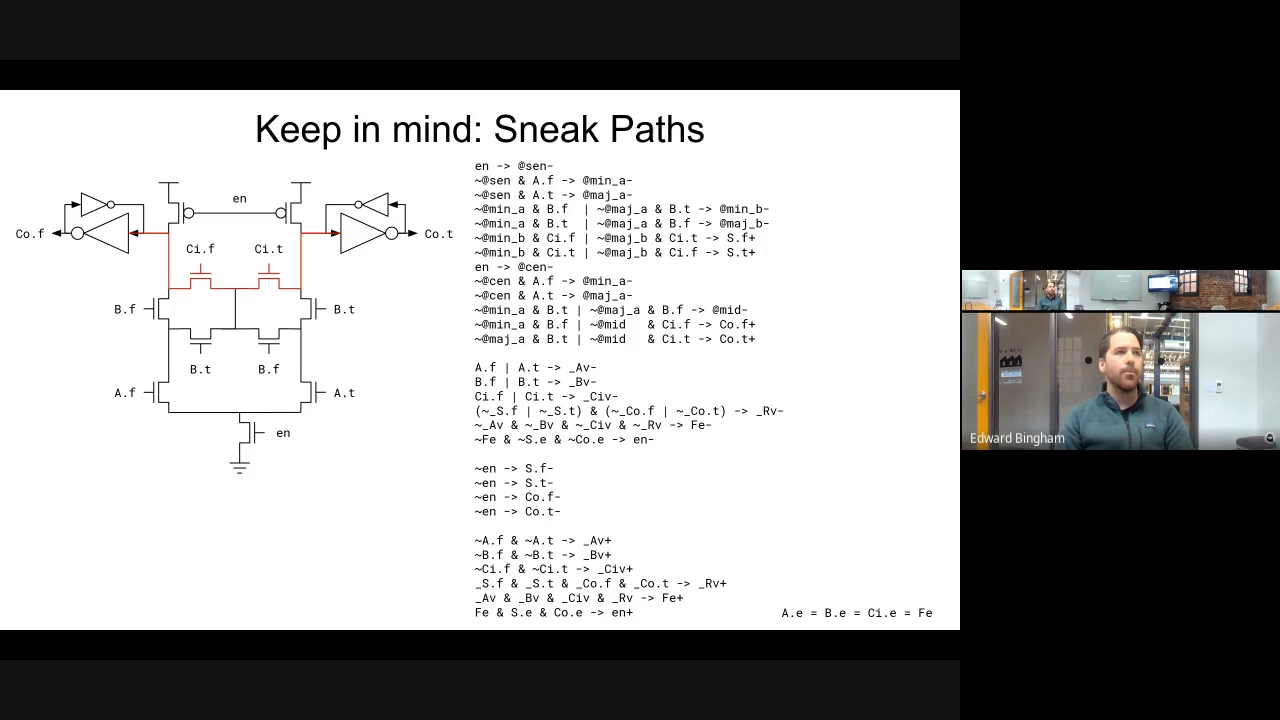 Keep in mind: Sneak Paths
en
Co.f
Co.t
Ci.f
Ci.t
B.f
B.t
B.t
B.f
A.f
A.t
en
en -> @sen-
~@sen & A.f -> @min_a-
~@sen & A.t -> @maj_a-
~@min_a & B.f | ~@maj_a & B.t -> @min_b-
~@min_a & B.t | ~@maj_a & B.f -> @maj_b-
~@min_b & Ci.f | ~@maj_b & Ci.t -> S.f+
~@min_b & Ci.t | ~@maj_b & Ci.f -> S.t+
en -> @cen-
~@cen & A.f -> @min_a-
~@cen & A.t -> @maj_a-
~@min_a & B.t | ~@maj_a & B.f -> @mid-
~@min_a & B.f | ~@mid & Ci.f -> Co.f+
~@maj_a & B.t | ~@mid & Ci.t -> Co.t+
A.f | A.t -> _Av-
B.f | B.t -> _Bv-
Ci.f | Ci.t -> _Civ-
(~_S.f | ~_S.t) & (~_Co.f | ~_Co.t) -> _Rv-
~_Av & ~_Bv & ~_Civ & ~_Rv -> Fe-
~Fe & ~S.e & ~Co.e -> en-
~en -> S.f-
~en -> S.t-
~en -> Co.f-
~en -> Co.t-
~A.f & ~A.t -> _Av+
~B.f & ~B.t -> _Bv+
~Ci.f & ~Ci.t -> _Civ+
_S.f & _S.t & _Co.f & _Co.t -> _Rv+
_Av & _Bv & _Civ & _Rv -> Fe+
Fe & S.e & Co.e -> en+
A.e = B.e = Ci.e = Fe
Edward Bingham